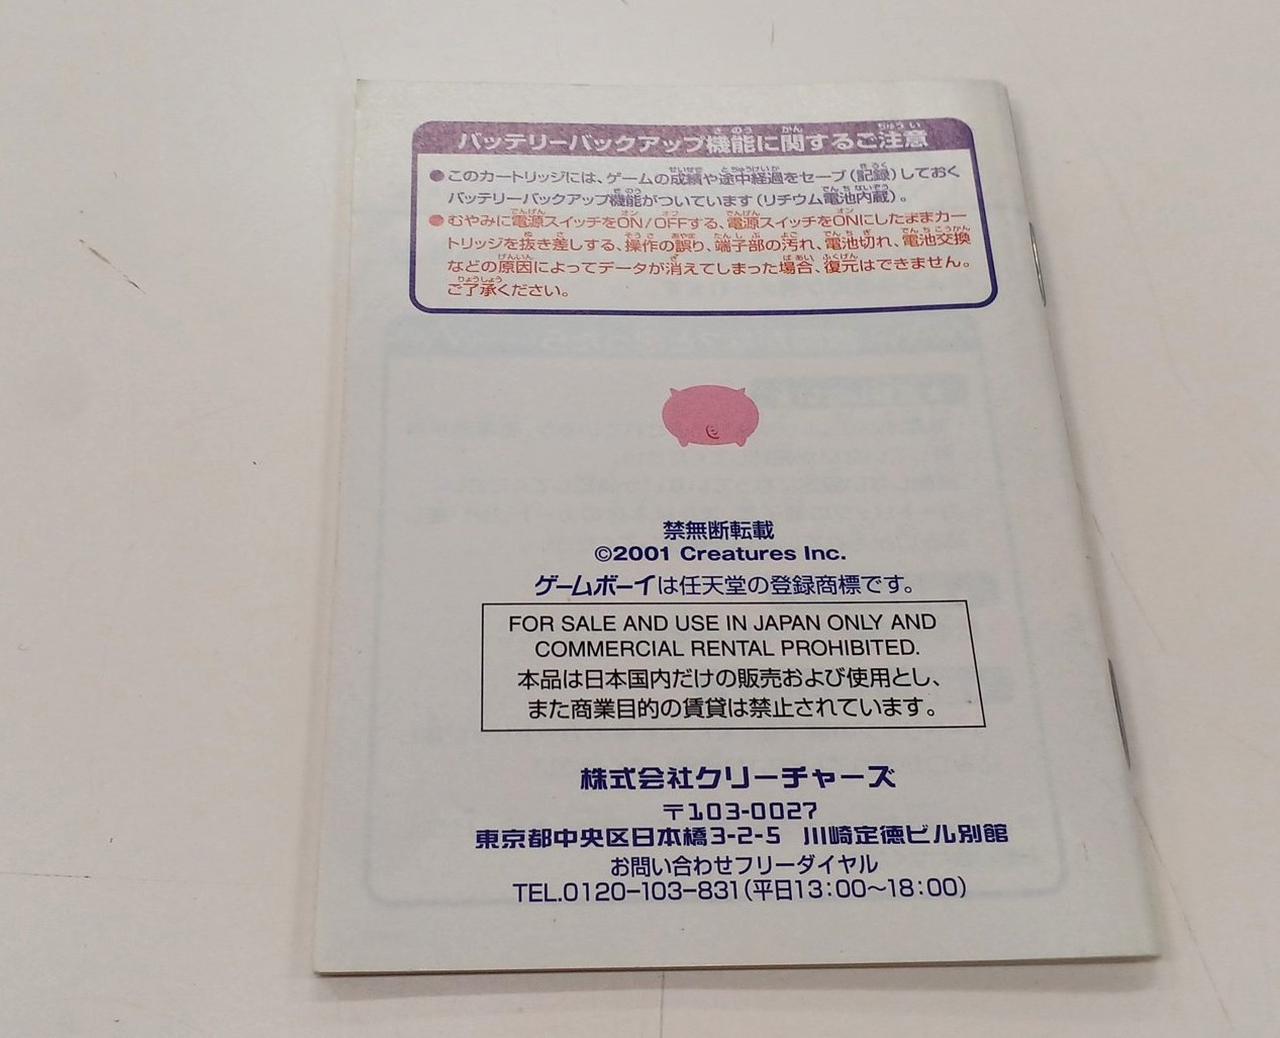 バッテリーバックアップ機能に関するご注意
●このカートリッジには、ゲームの成績や途中経過をセーブ(記録)しておく
バッテリーバックアップ機能がついています(リチウム電池内蔵)。
●むやみに電源スイッチをON/OFFする、電源スイッチをONにしたままカー
トリッジを抜き差しする、操作の誤り、端子部の汚れ、電池切れ、電池交換
などの原因によってデータが消えてしまった場合、復元はできません。
ご了承ください。
禁無断転載
©2001 Creatures Inc.
ゲームボーイは任天堂の登録商標です。
FOR SALE AND USE IN JAPAN ONLY AND
COMMERCIAL RENTAL PROHIBITED.
本品は日本国内だけの販売および使用とし、
また商業目的の賃貸は禁止されています。
株式会社クリーチャーズ
〒103-0027
東京都中央区日本橋3-2-5 川崎定徳ビル別館
お問い合わせフリーダイヤル
TEL.0120-103-831(平日13:00〜18:00)